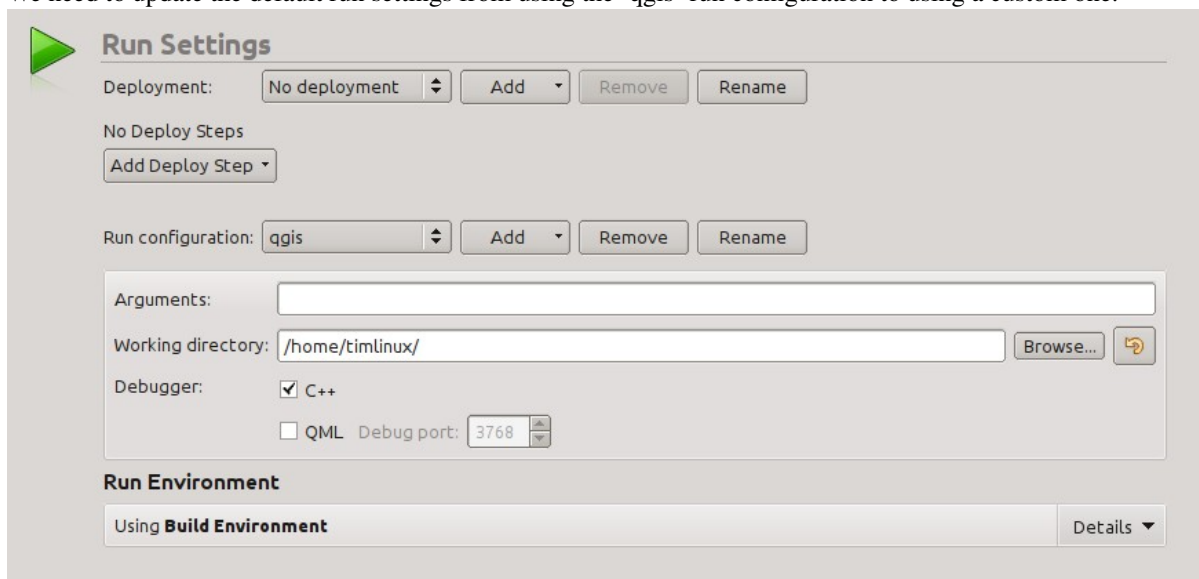 we need to update the default run settings from using the 'qgis' run configuration to using a custom one.
Run Settings
Deployment: No deployment Add Remove Rename
No Deploy Steps
Add Deploy Step
Run configuration: qgis Add Remove Rename
Arguments:
Working directory: /home/timlinux/ Browse...
Debugger: C++
QML Debug port: 3768
Run Environment
Using Build Environment Details